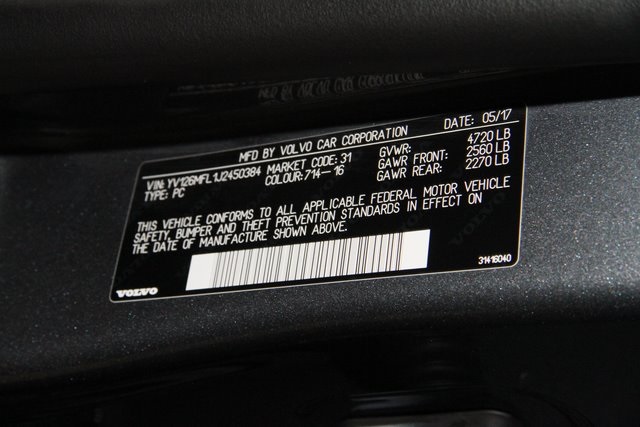 MFD BY VOLVO CAR CORPORATION DATE: 05/17
VIN: YV126MFL1J2450384 MARKET CODE: 31 GVWR: 4720 LB
TYPE: PC COLOUR:714-16 GAWR FRONT: 2560 LB
GAWR REAR: 2270 LB
THIS VEHICLE CONFORMS TO ALL APPLICABLE FEDERAL MOTOR VEHICLE
SAFETY, BUMPER AND THEFT PREVENTION STANDARDS IN EFFECT ON
THE DATE OF MANUFACTURE SHOWN ABOVE.
31416040
VOLVO